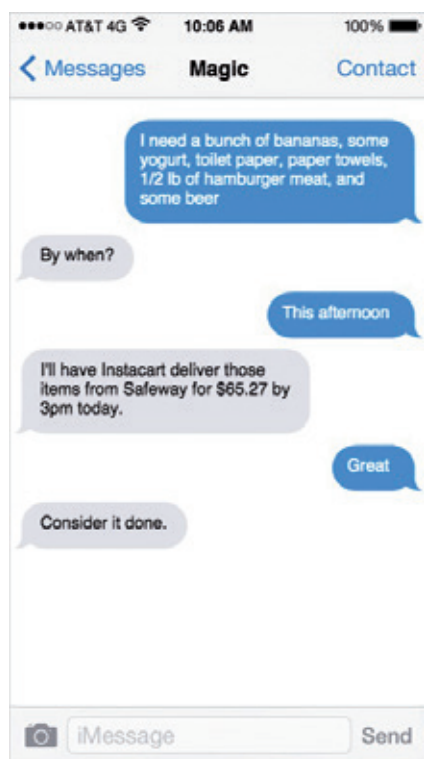 AT&T 4G 10:06 AM 100%
Messages Magic Contact
I need a bunch of bananas, some
yogurt, toilet paper, paper towels,
1/2 lb of hamburger meat, and
some beer
By when?
This afternoon
I'll have Instacart deliver those
items from Safeway for $65.27 by
3pm today.
Great
Consider it done.
iMessage Send